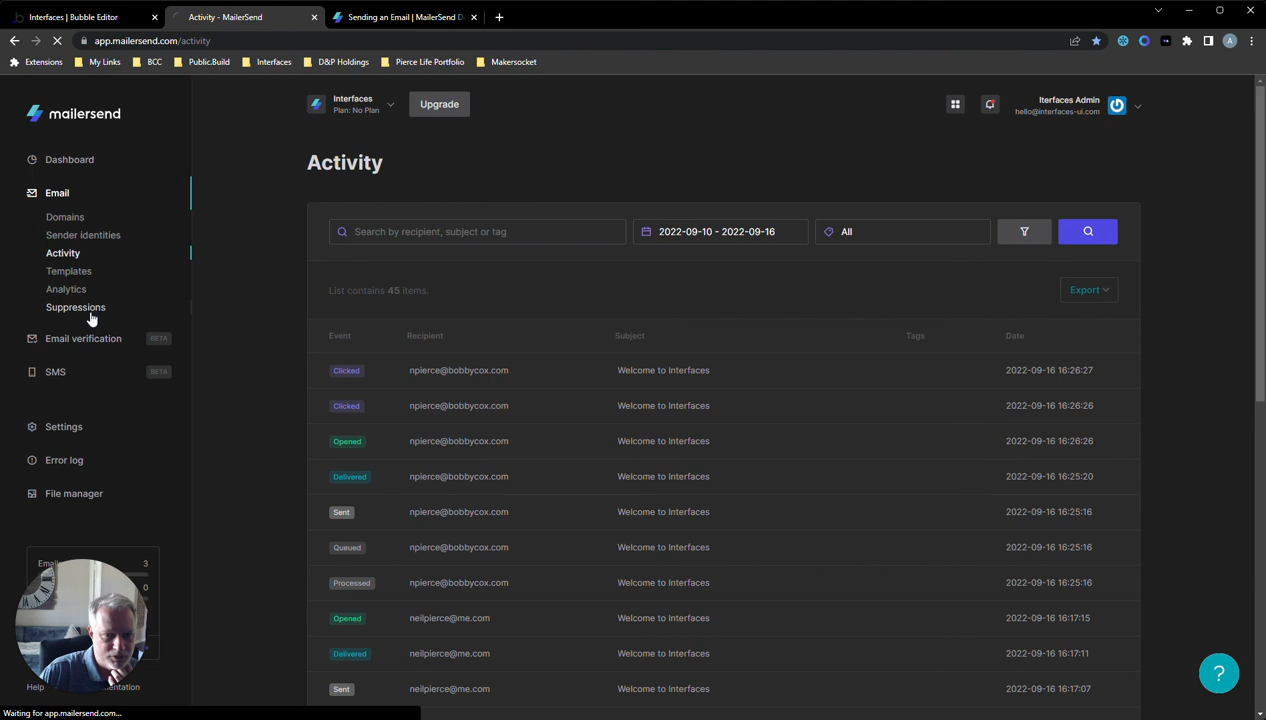 Interfaces | Bubble Editor
Activity - MailerSend
Sending an Email | MailerSend D
app.mailersend.com/activity
Extensions
My Links
BCC
Public.Build
Interfaces
D&P Holdings
Pierce Life Portfolio
Makersocket
mailersend
Interfaces
Plan: No Plan
Upgrade
Iterfaces Admin
hello@interfaces-ui.com
Dashboard
Email
Domains
Sender identities
Activity
Templates
Analytics
Suppressions
Email verification BETA
SMS BETA
Settings
Error log
File manager
Activity
Search by recipient, subject or tag
2022-09-10 - 2022-09-16
All
List contains 45 items.
Export
Event Recipient Subject Tags Date
Clicked npierce@bobbycox.com Welcome to Interfaces 2022-09-16 16:26:27
Clicked npierce@bobbycox.com Welcome to Interfaces 2022-09-16 16:26:26
Opened npierce@bobbycox.com Welcome to Interfaces 2022-09-16 16:26:26
Delivered npierce@bobbycox.com Welcome to Interfaces 2022-09-16 16:25:20
Sent npierce@bobbycox.com Welcome to Interfaces 2022-09-16 16:25:16
Queued npierce@bobbycox.com Welcome to Interfaces 2022-09-16 16:25:16
Processed npierce@bobbycox.com Welcome to Interfaces 2022-09-16 16:25:16
Opened neilpierce@me.com Welcome to Interfaces 2022-09-16 16:17:15
Delivered neilpierce@me.com Welcome to Interfaces 2022-09-16 16:17:11
Sent neilpierce@me.com Welcome to Interfaces 2022-09-16 16:17:07
3
0
Help
?
Waiting for app.mailersend.com...